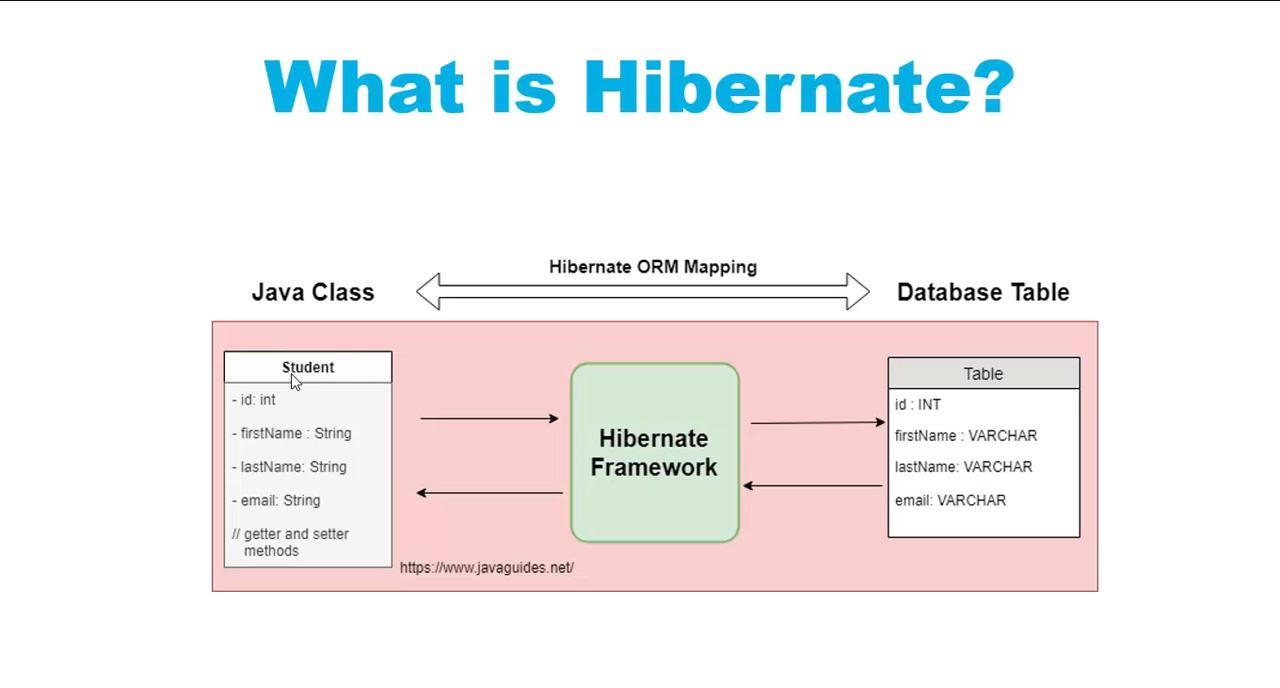 What is Hibernate?
Hibernate ORM Mapping
Java Class
Database Table
Student
- id: int
- firstName : String
- lastName: String
- email: String
// getter and setter
methods
Hibernate
Framework
Table
id : INT
firstName : VARCHAR
lastName: VARCHAR
email: VARCHAR
https://www.javaguides.net/